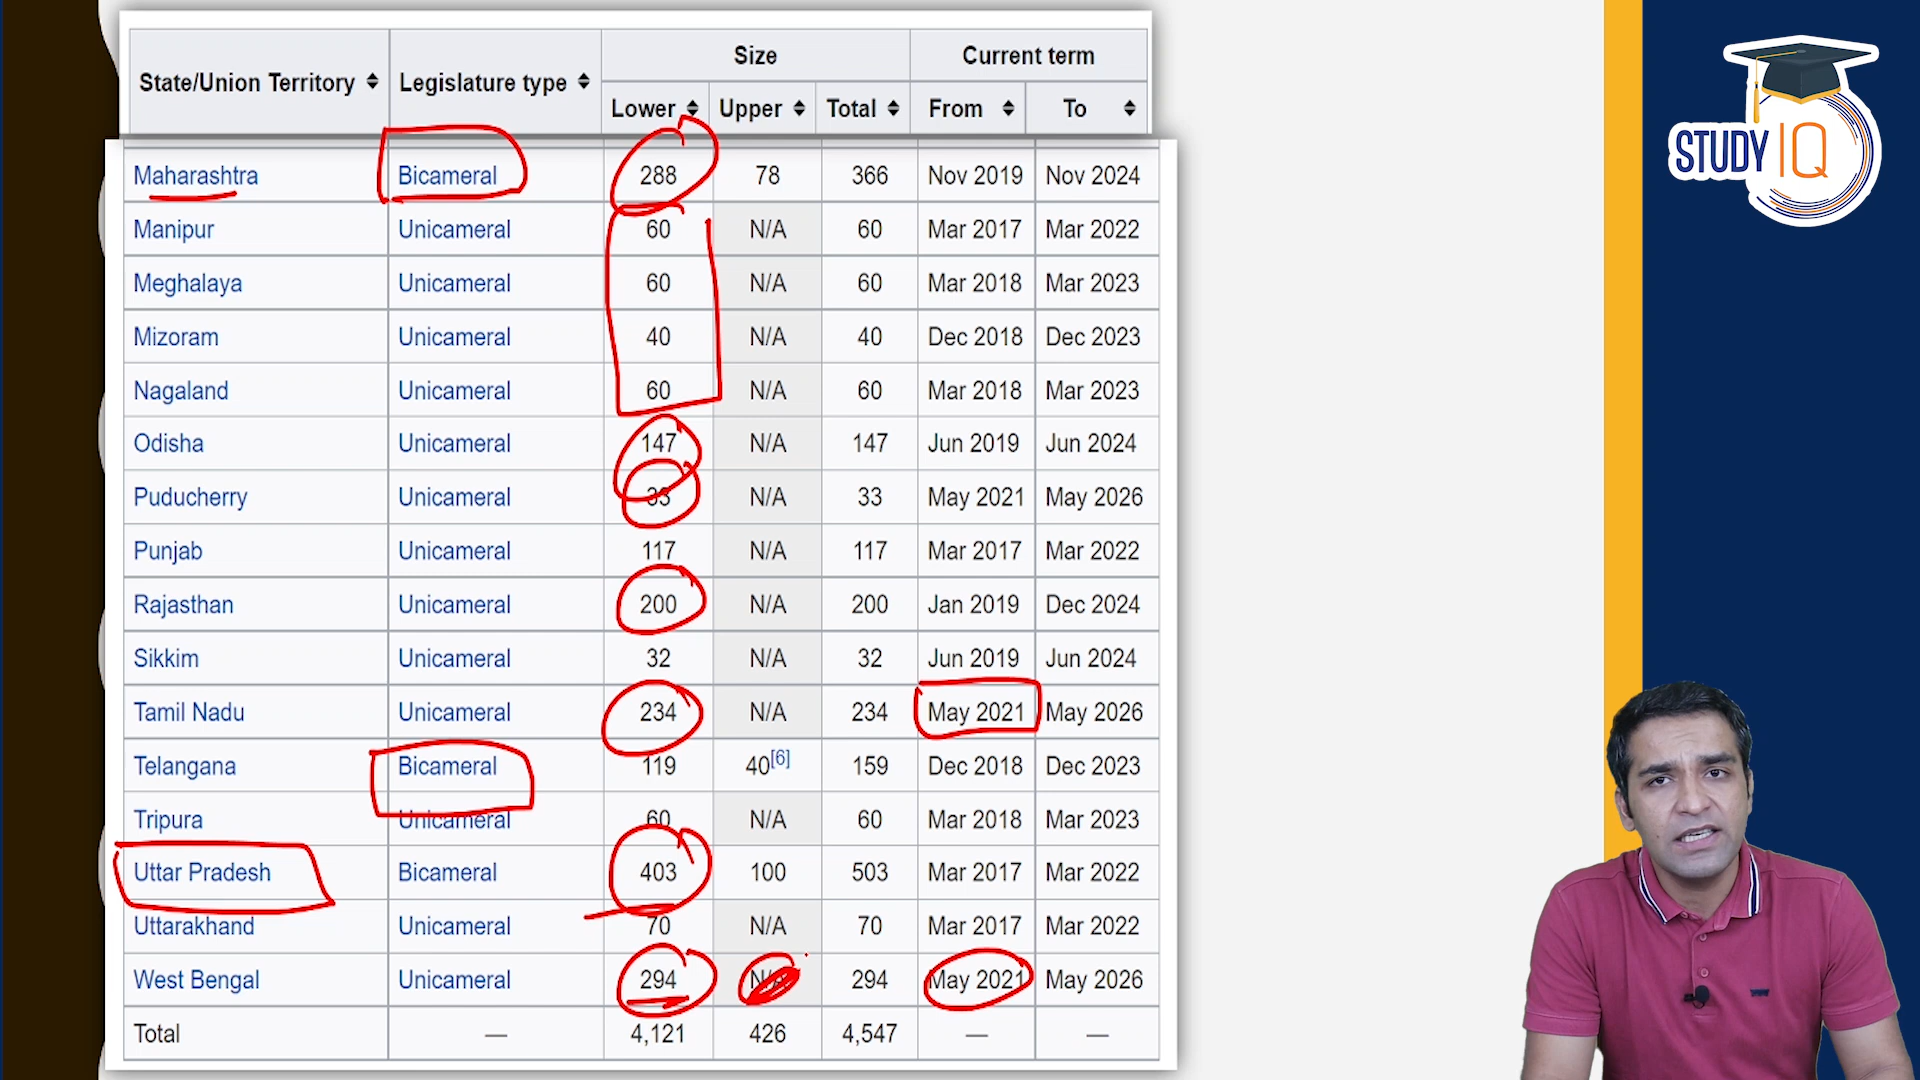 State/Union Territory Legislature type Size Current term
Lower Upper Total From To
Maharashtra Bicameral 288 78 366 Nov 2019 Nov 2024
Manipur Unicameral 60 N/A 60 Mar 2017 Mar 2022
Meghalaya Unicameral 60 N/A 60 Mar 2018 Mar 2023
Mizoram Unicameral 40 N/A 40 Dec 2018 Dec 2023
Nagaland Unicameral 60 N/A 60 Mar 2018 Mar 2023
Odisha Unicameral 147 N/A 147 Jun 2019 Jun 2024
Puducherry Unicameral 33 N/A 33 May 2021 May 2026
Punjab Unicameral 117 N/A 117 Mar 2017 Mar 2022
Rajasthan Unicameral 200 N/A 200 Jan 2019 Dec 2024
Sikkim Unicameral 32 N/A 32 Jun 2019 Jun 2024
Tamil Nadu Unicameral 234 N/A 234 May 2021 May 2026
Telangana Bicameral 119 40[6] 159 Dec 2018 Dec 2023
Tripura Unicameral 60 N/A 60 Mar 2018 Mar 2023
Uttar Pradesh Bicameral 403 100 503 Mar 2017 Mar 2022
Uttarakhand Unicameral 70 N/A 70 Mar 2017 Mar 2022
West Bengal Unicameral 294 N/A 294 May 2021 May 2026
Total — 4,121 426 4,547 — —
STUDY IQ